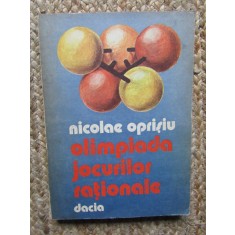 nicolae oprișiu
olimpiada
jocurilor
raționale
dacia